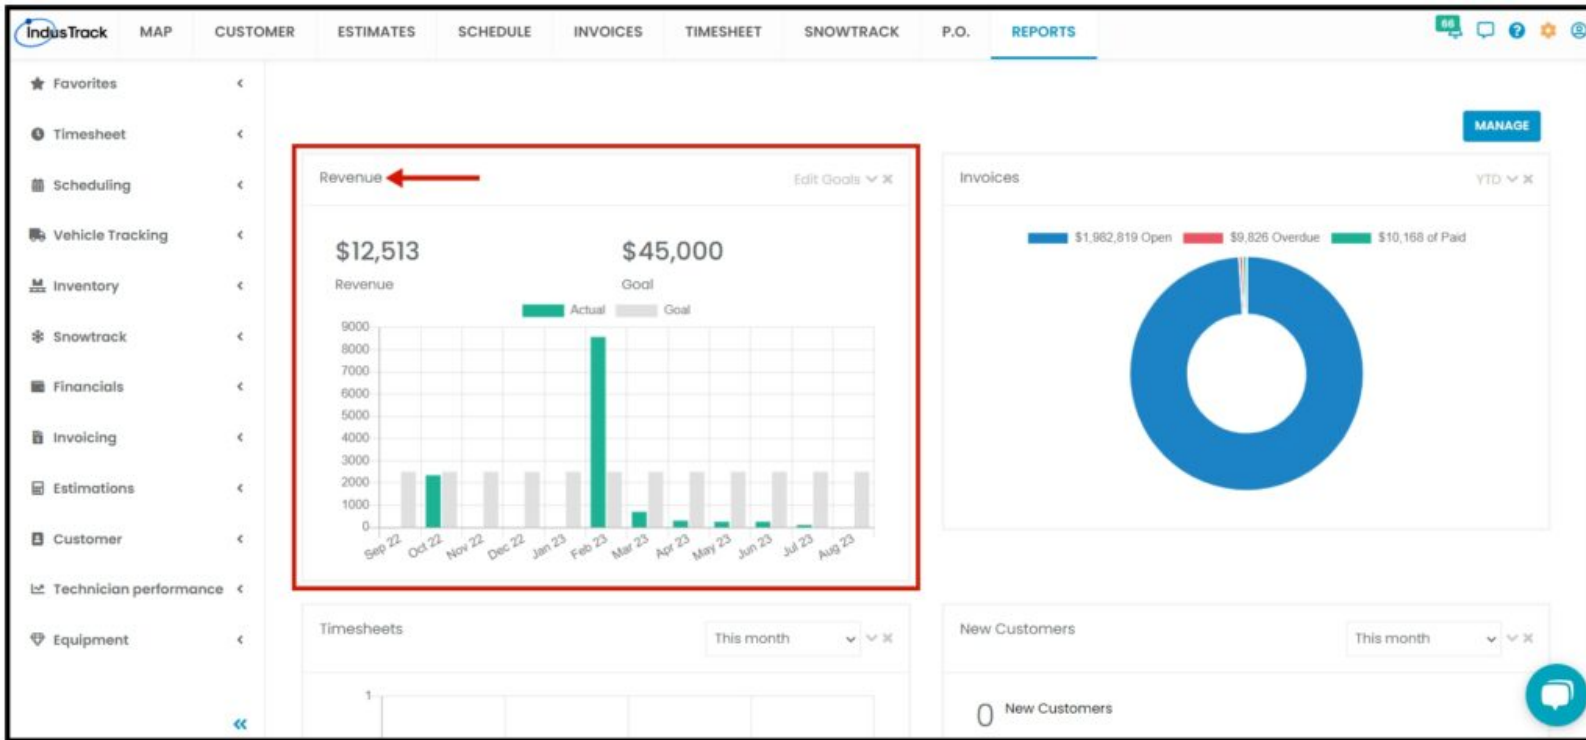 IndusTrack MAP CUSTOMER ESTIMATES SCHEDULE INVOICES TIMESHEET SNOWTRACK P.O. REPORTS 66
Favorites
Timesheet
Scheduling
Vehicle Tracking
Inventory
Snowtrack
Financials
Invoicing
Estimations
Customer
Technician performance
Equipment
MANAGE
Revenue Edit Goals
$12,513 $45,000
Revenue Goal
Actual Goal
9000
8000
7000
6000
5000
4000
3000
2000
1000
0
Sep 22 Oct 22 Nov 22 Dec 22 Jan 23 Feb 23 Mar 23 Apr 23 May 23 Jun 23 Jul 23 Aug 23
Invoices YTD
$1,982,819 Open $9,826 Overdue $10,168 of Paid
Timesheets This month
1
New Customers This month
0 New Customers